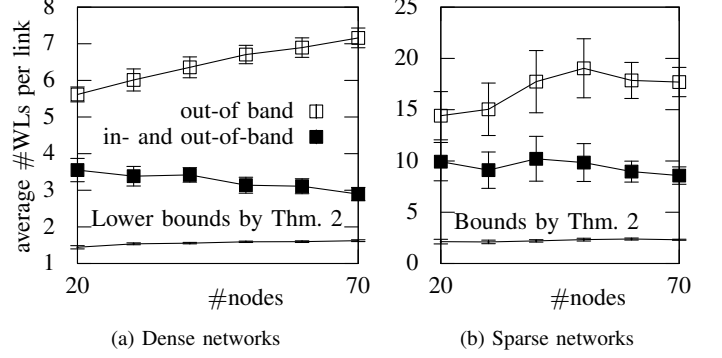 average #WLs per link
8
7
6
5
4
3
2
1
out-of band
in- and out-of-band
Lower bounds by Thm. 2
20
70
#nodes
(a) Dense networks
25
20
15
10
5
0
Bounds by Thm. 2
20
70
#nodes
(b) Sparse networks